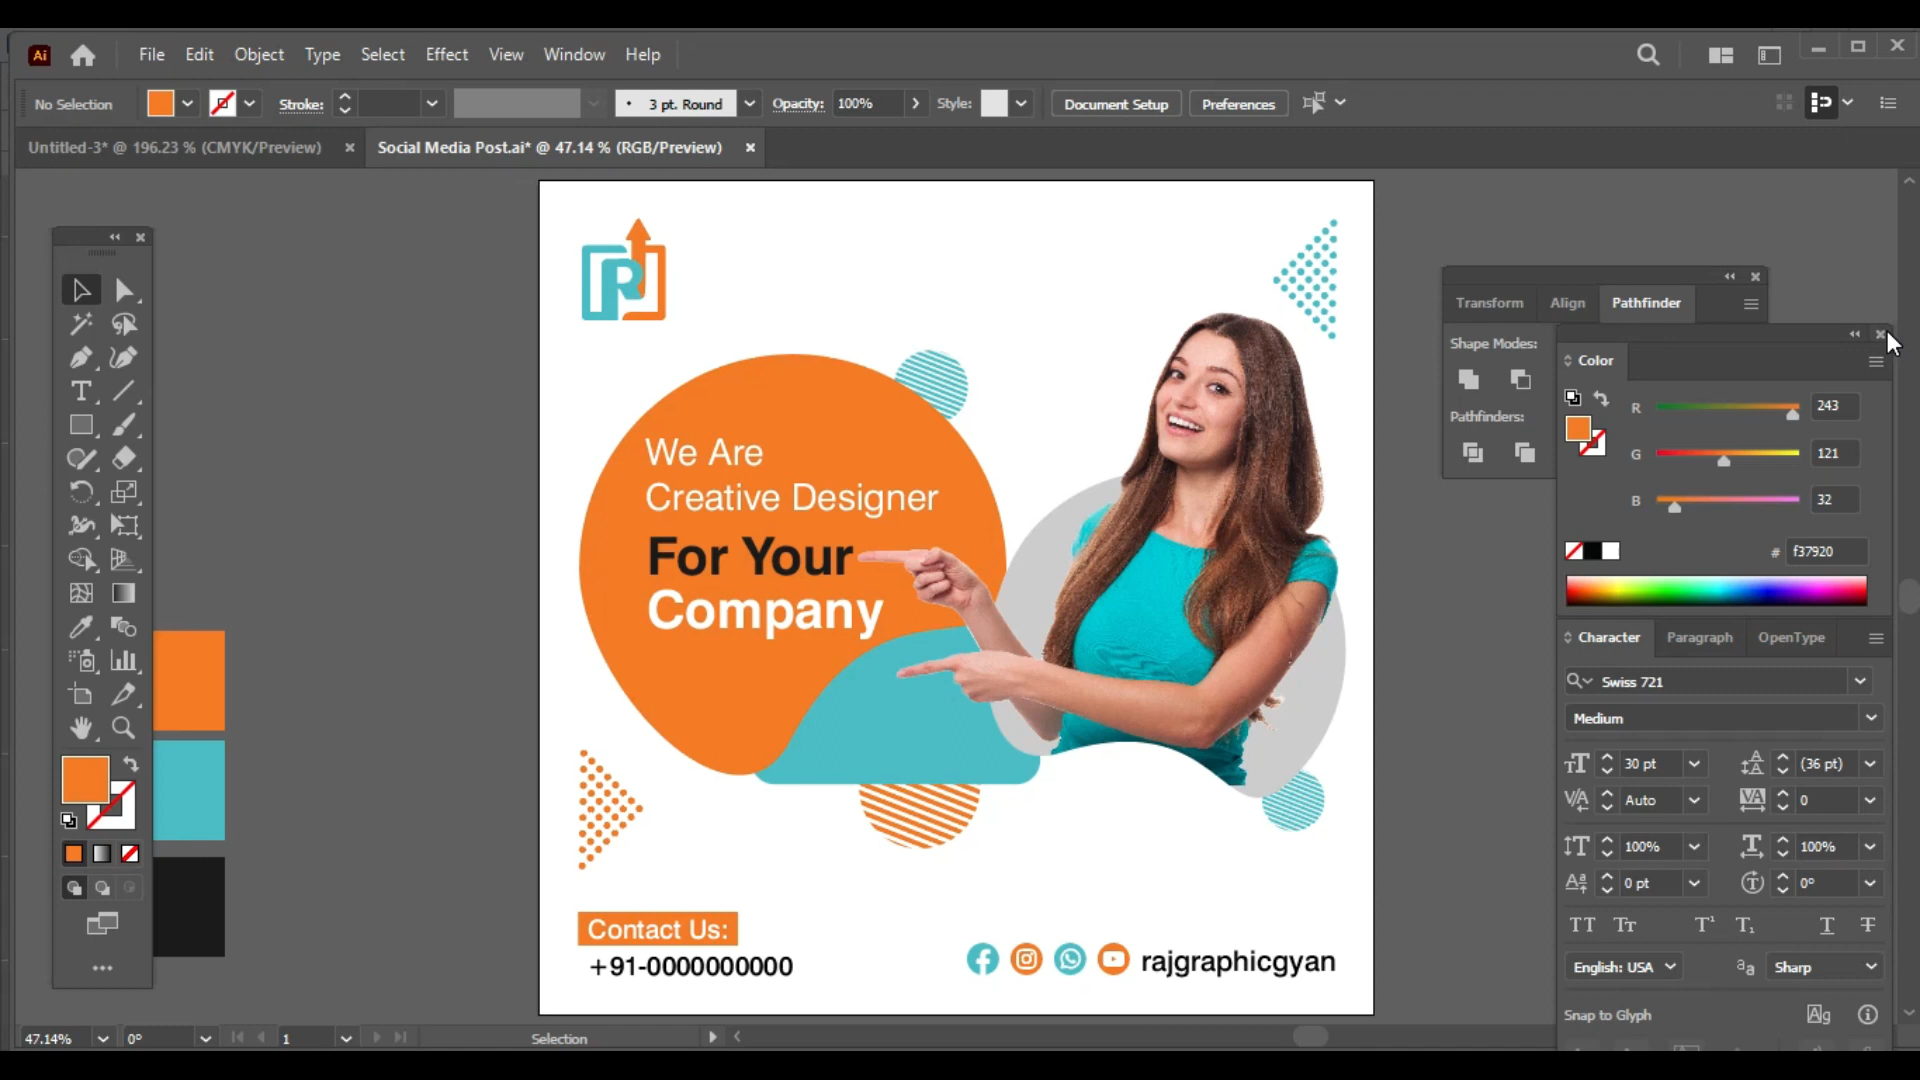 Ai
File Edit Object Type Select Effect View Window Help
No Selection
Stroke:
3 pt. Round
Opacity: 100%
Style:
Document Setup
Preferences
Untitled-3* @ 196.23 % (CMYK/Preview)
Social Media Post.ai* @ 47.14 % (RGB/Preview)
R
We Are
Creative Designer
For Your
Company
Contact Us:
+91-0000000000
rajgraphicgyan
Transform Align Pathfinder
Shape Modes:
Pathfinders:
Color
R 243
G 121
B 32
# f37920
Character Paragraph OpenType
Swiss 721
Medium
30 pt (36 pt)
Auto 0
100% 100%
0 pt 0°
English: USA
Sharp
Snap to Glyph
47.14% 0° 1 Selection